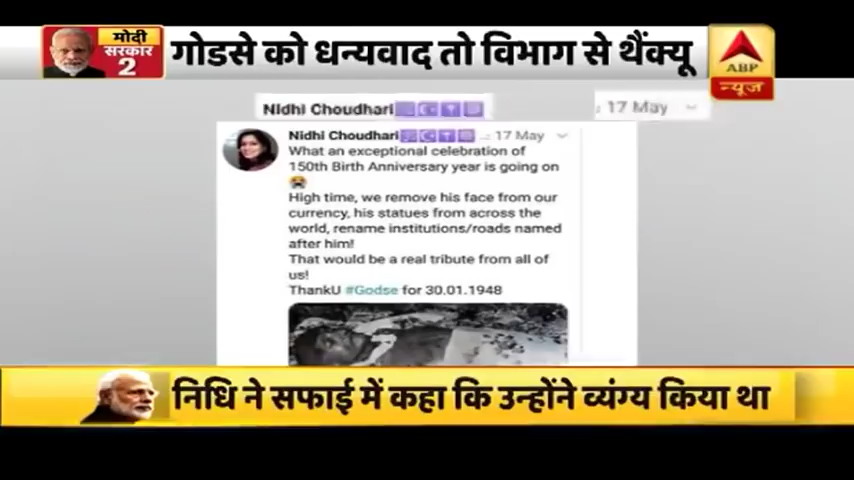 मोदी
सरकार
2
गोडसे को धन्यवाद तो विभाग से थैंक्यू
ABP
न्यूज़
Nidhi Choudhari
17 May
Nidhi Choudhari 17 May
What an exceptional celebration of
150th Birth Anniversary year is going on
High time, we remove his face from our
currency, his statues from across the
world, rename institutions/roads named
after him!
That would be a real tribute from all of
us!
ThankU #Godse for 30.01.1948
निधि ने सफाई में कहा कि उन्होंने व्यंग्य किया था